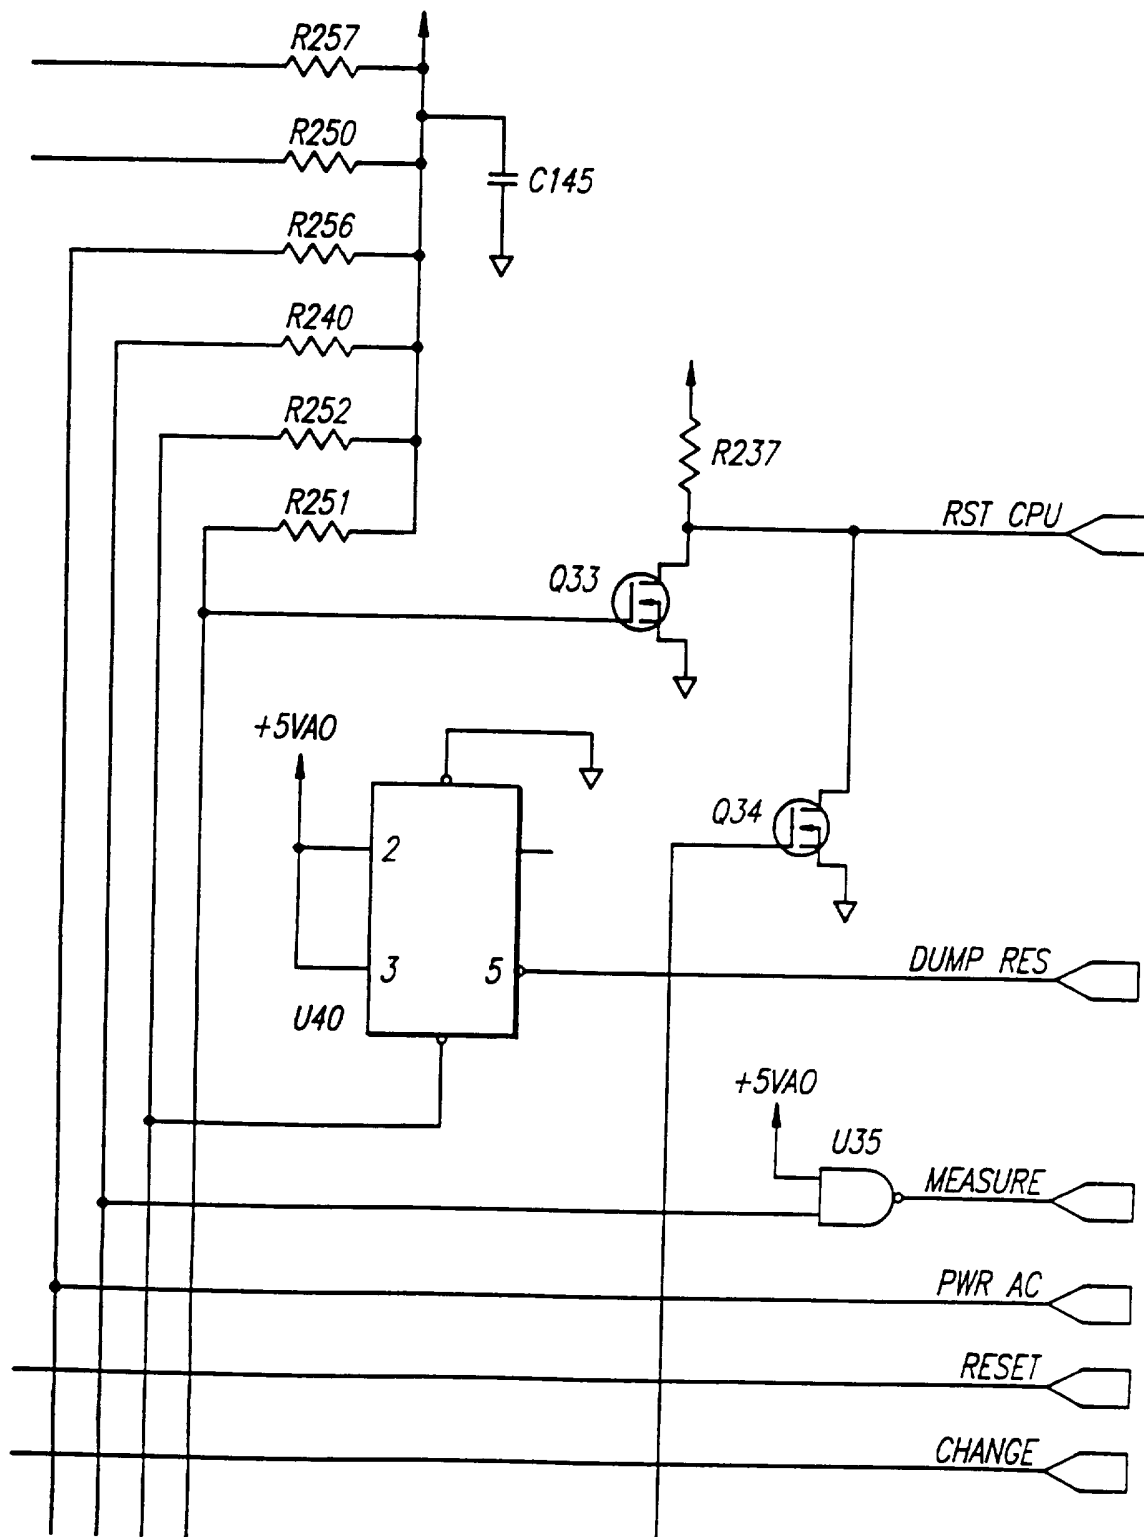 R257
R250
C145
R256
R240
R252
R237
R251
RST CPU
Q33
+5VAO
Q34
2
3
5
DUMP RES
U40
+5VAO
U35
MEASURE
PWR AC
RESET
CHANGE